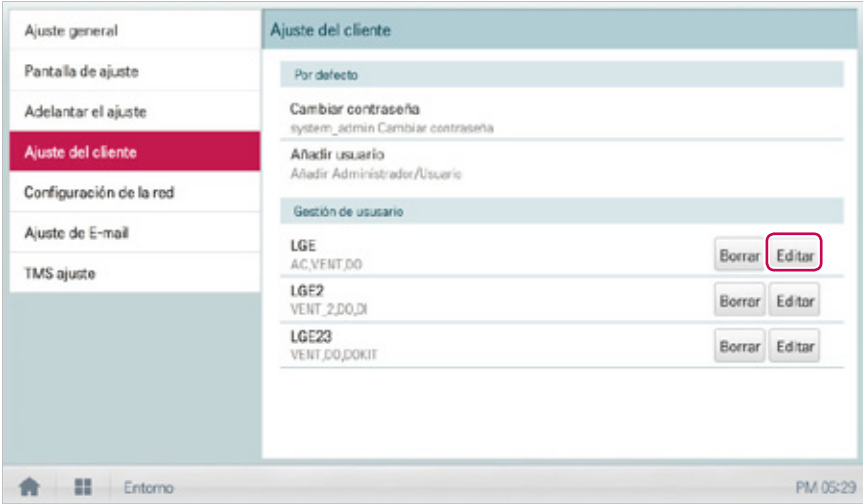 Ajuste general
Pantalla de ajuste
Adelantar el ajuste
Ajuste del cliente
Configuración de la red
Ajuste de E-mail
TMS ajuste
Ajuste del cliente
Por defecto
Cambiar contraseña
system_admin Cambiar contraseña
Añadir usuario
Añadir Administrador/Usuario
Gestión de ususario
LGE
AC,VENT,DO
Borrar Editar
LGE2
VENT_2,DO,DI
Borrar Editar
LGE23
VENT,DO,DOKIT
Borrar Editar
Entorno
PM 05:29